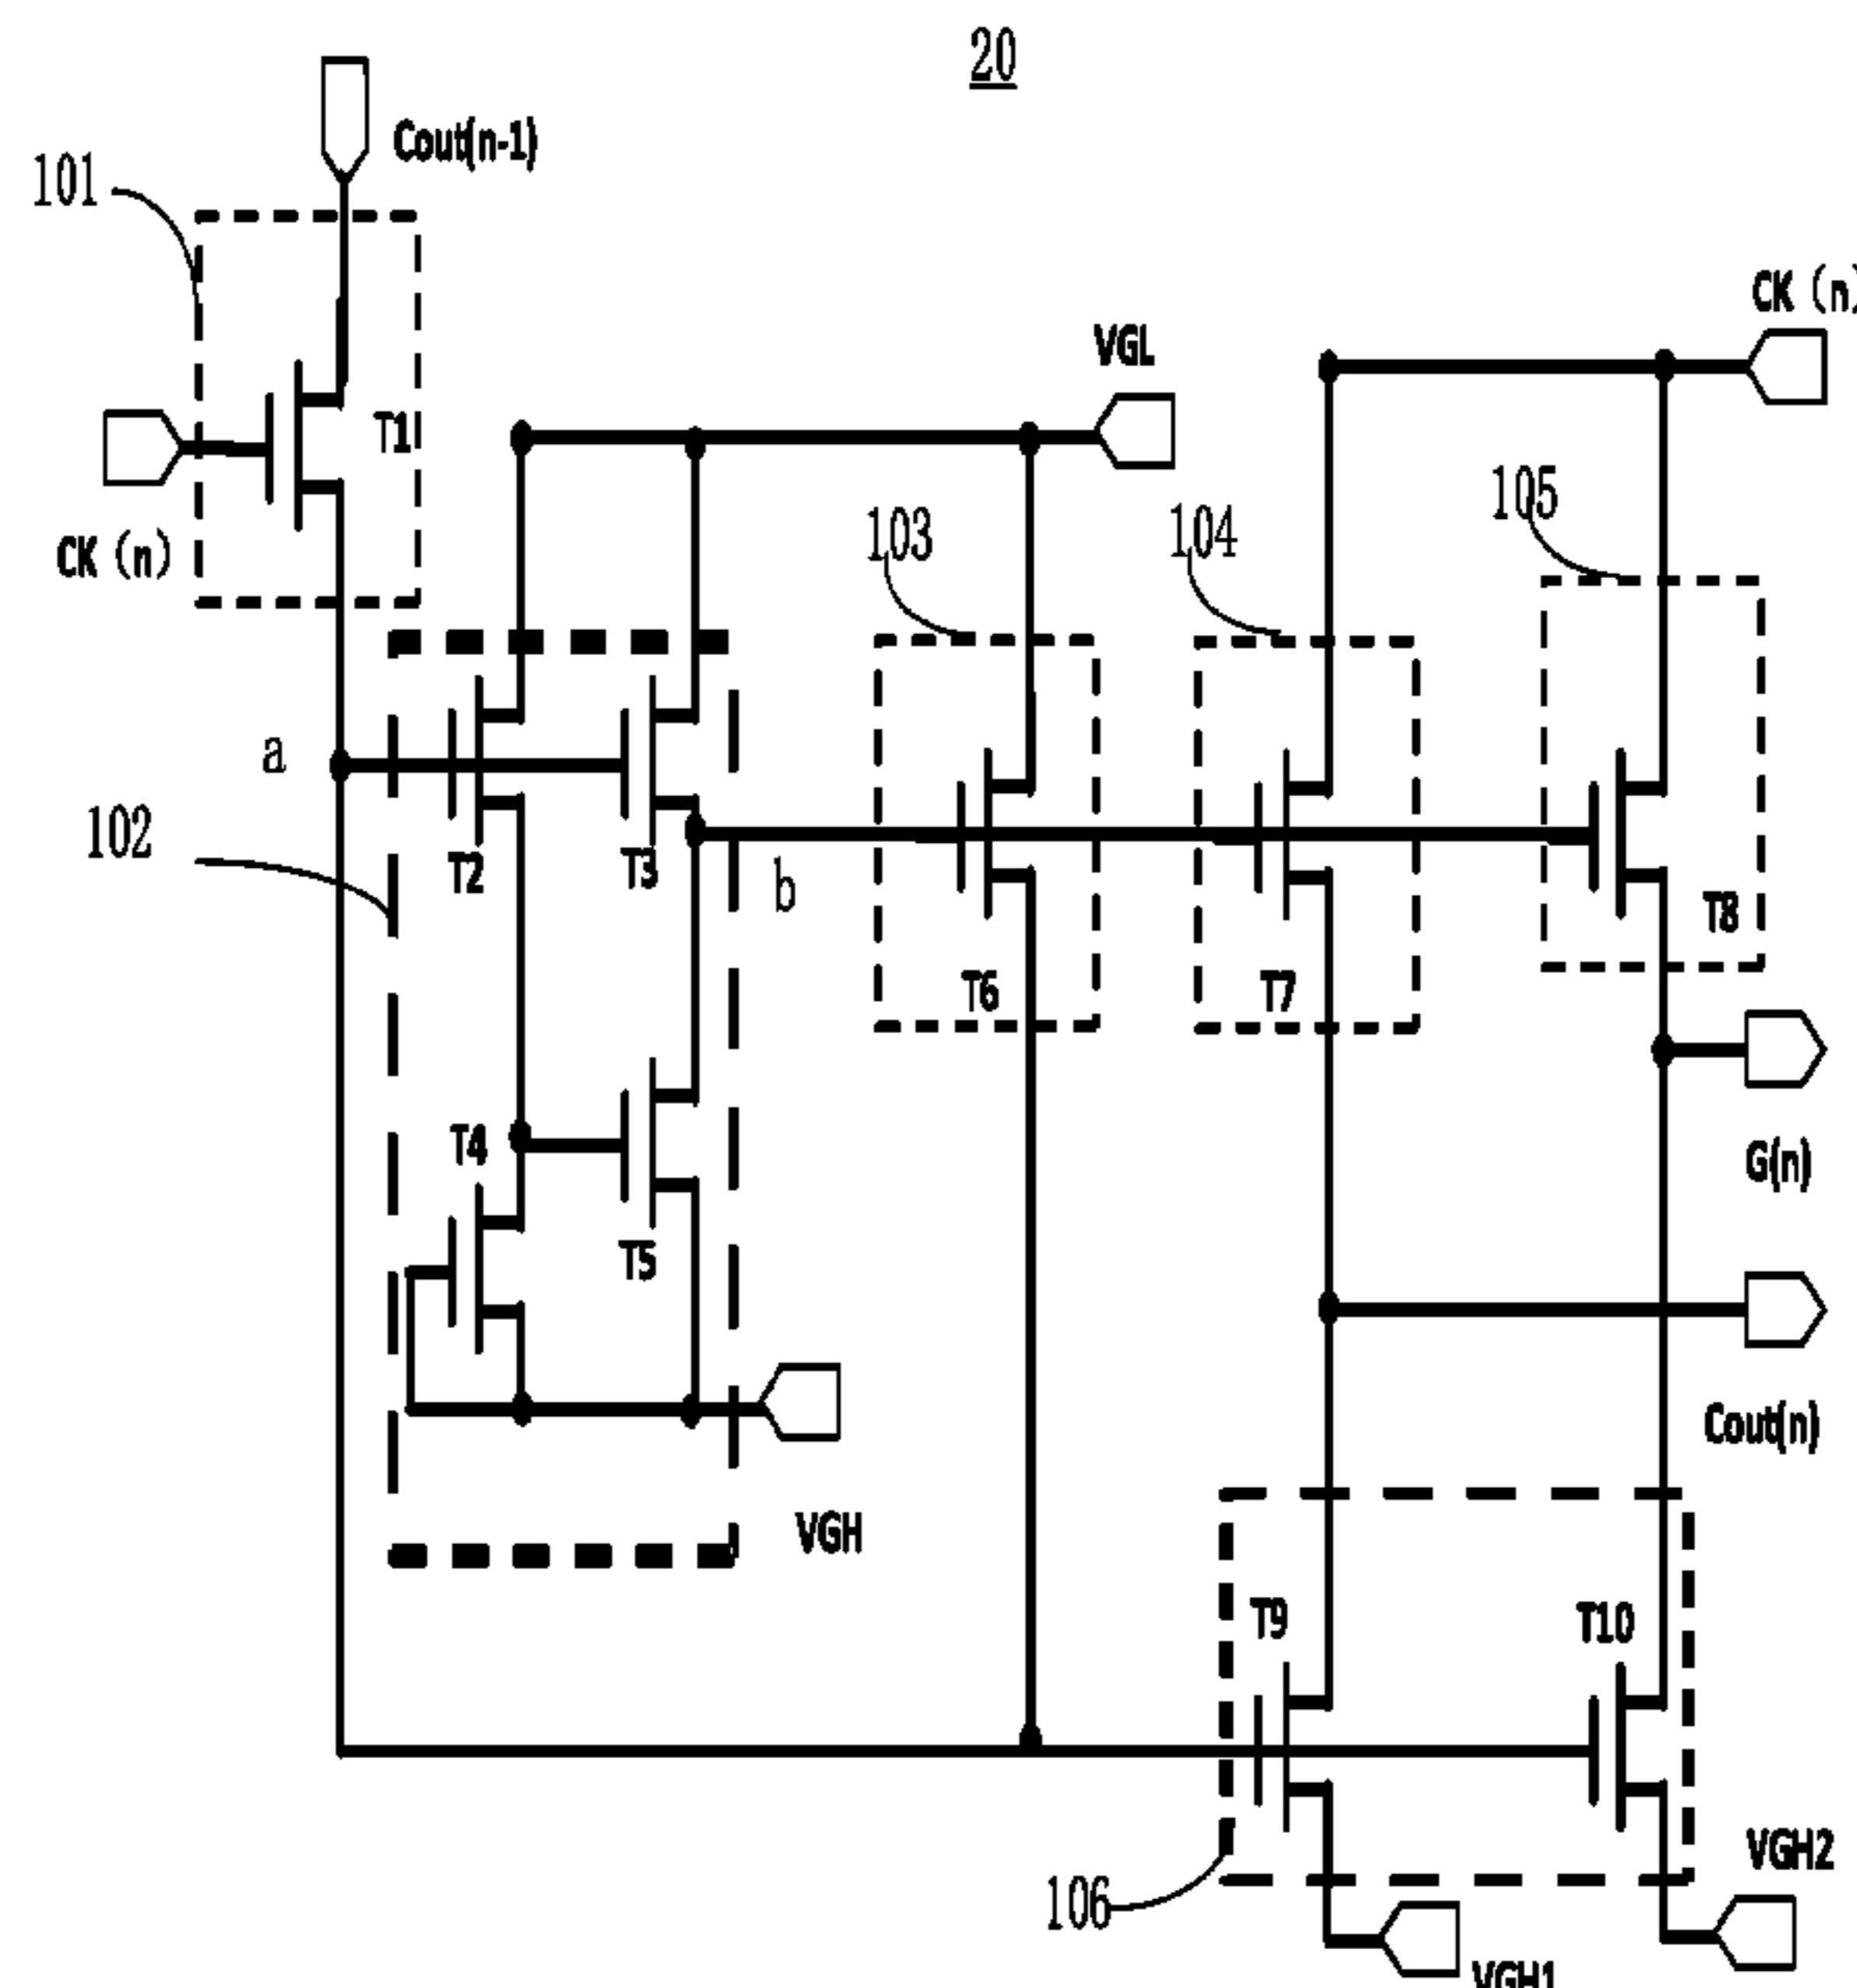 20
Cout(n-1)
101
CK (n)
VGL
T1
105
103
104
CK (n)
a
102
T2
T3
b
T8
T6
T7
T4
G(n)
T5
Cout(n)
VGH
T9
T10
VGH2
106
VGH1